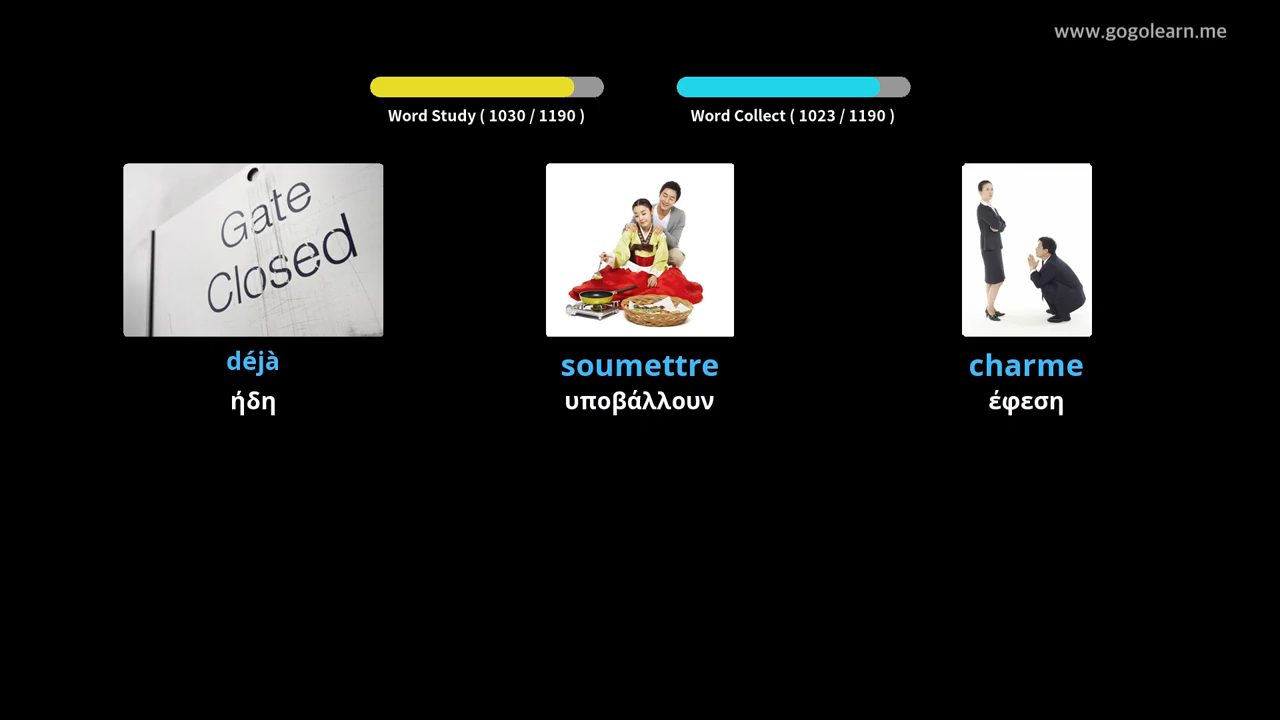 www.gogolearn.me
Word Study ( 1030 / 1190 )
Word Collect ( 1023 / 1190 )
Gate
Closed
déjà
soumettre
charme
ήδη
υποβάλλουν
έφεση